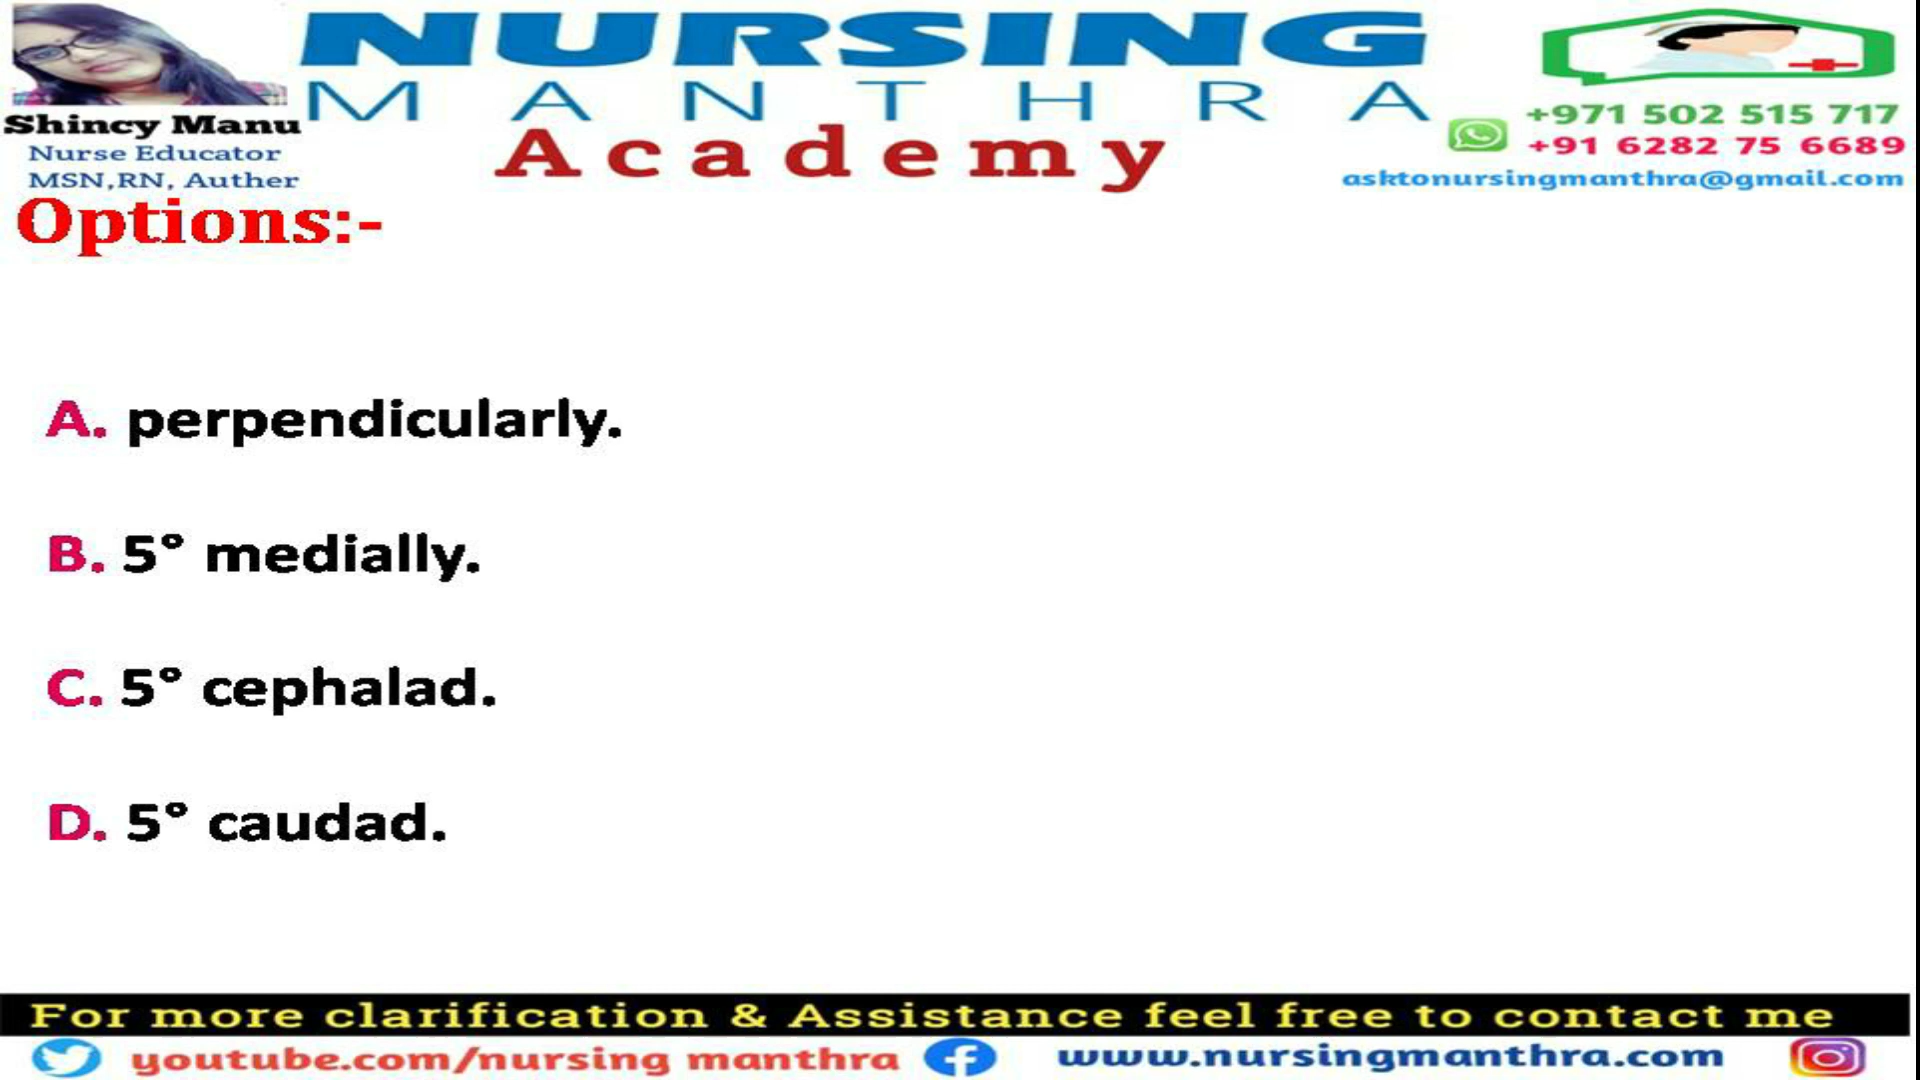 NURSING
MANTHRA
Academy
Shincy Manu
Nurse Educator
MSN,RN, Auther
+971 502 515 717
+91 6282 75 6689
asktonursingmanthra@gmail.com
Options:-
A. perpendicularly.
B. 5° medially.
C. 5° cephalad.
D. 5° caudad.
For more clarification & Assistance feel free to contact me
youtube.com/nursing manthra
www.nursingmanthra.com